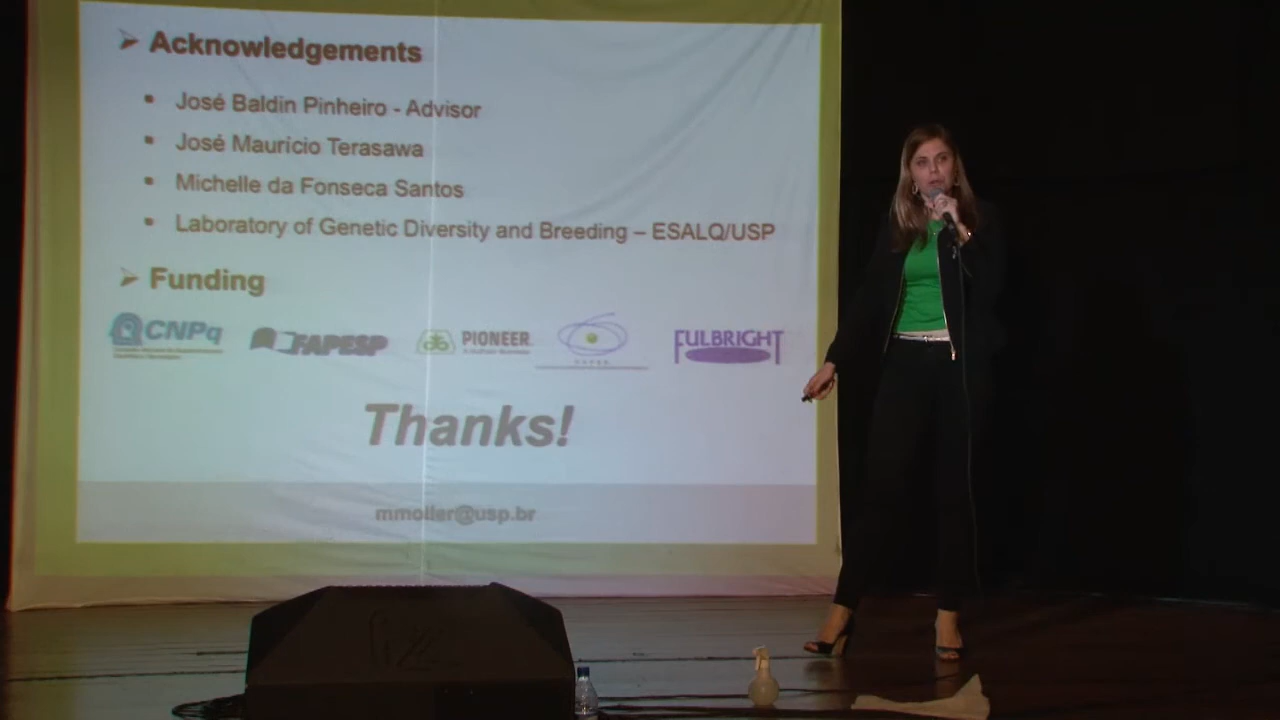 ➢ Acknowledgements
▪ José Baldin Pinheiro - Advisor
▪ José Maurício Terasawa
▪ Michelle da Fonseca Santos
▪ Laboratory of Genetic Diversity and Breeding – ESALQ/USP
➢ Funding
CNPq FAPESP PIONEER FULBRIGHT
Thanks!
mmoller@usp.br